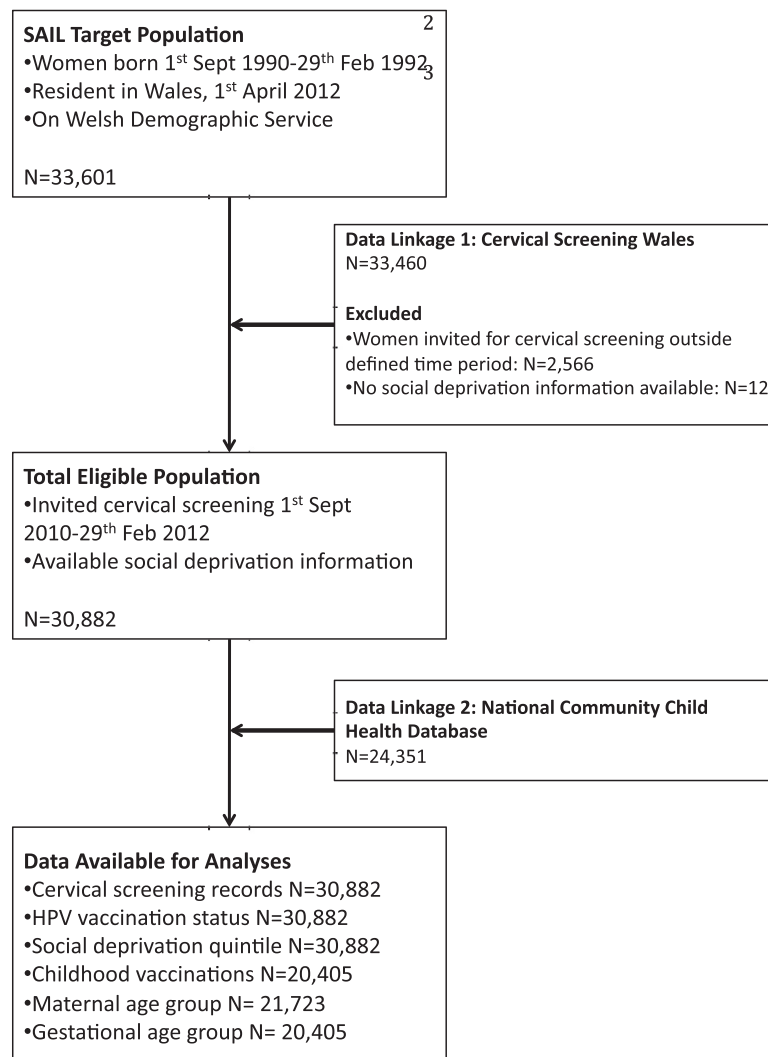 2
SAIL Target Population
•Women born 1st Sept 1990-29th Feb 1992
3
•Resident in Wales, 1st April 2012
•On Welsh Demographic Service
N=33,601
Data Linkage 1: Cervical Screening Wales
N=33,460
Excluded
•Women invited for cervical screening outside
defined time period: N=2,566
•No social deprivation information available: N=12
Total Eligible Population
•Invited cervical screening 1st Sept
2010-29th Feb 2012
•Available social deprivation information
N=30,882
Data Linkage 2: National Community Child
Health Database
N=24,351
Data Available for Analyses
•Cervical screening records N=30,882
•HPV vaccination status N=30,882
•Social deprivation quintile N=30,882
•Childhood vaccinations N=20,405
•Maternal age group N= 21,723
•Gestational age group N= 20,405